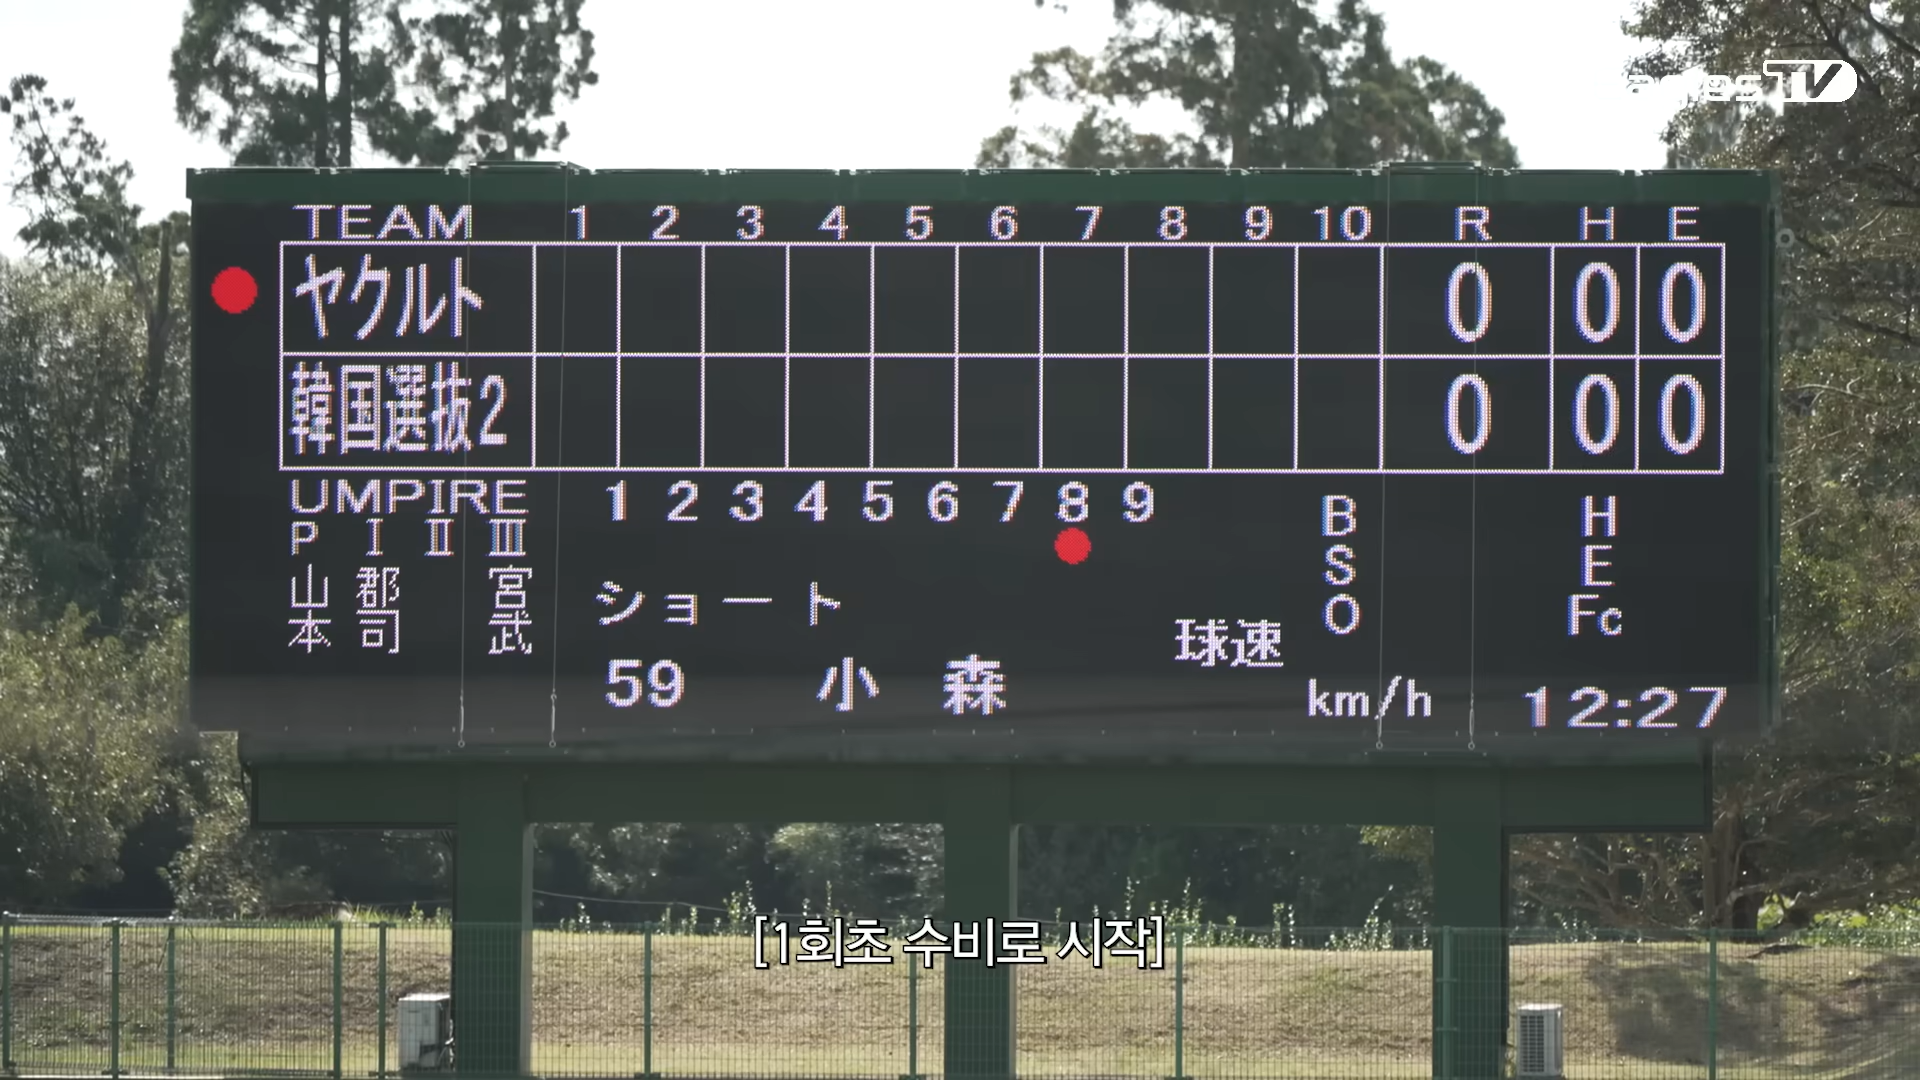 TV
TEAM 1 2 3 4 5 6 7 8 9 10 R H E
ヤクルト 0 0 0
韓国選抜2 0 0 0
UMPIRE 1 2 3 4 5 6 7 8 9
P I II III
山本 郡司 宮武
ショート
59 小森
B
S
O
H
E
Fc
球速
km/h
12:27
[1회초 수비로 시작]